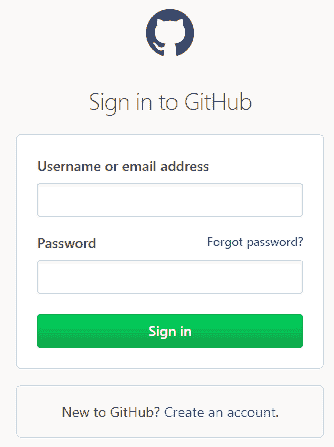 Sign in to GitHub
Username or email address
Password Forgot password?
Sign in
New to GitHub? Create an account.